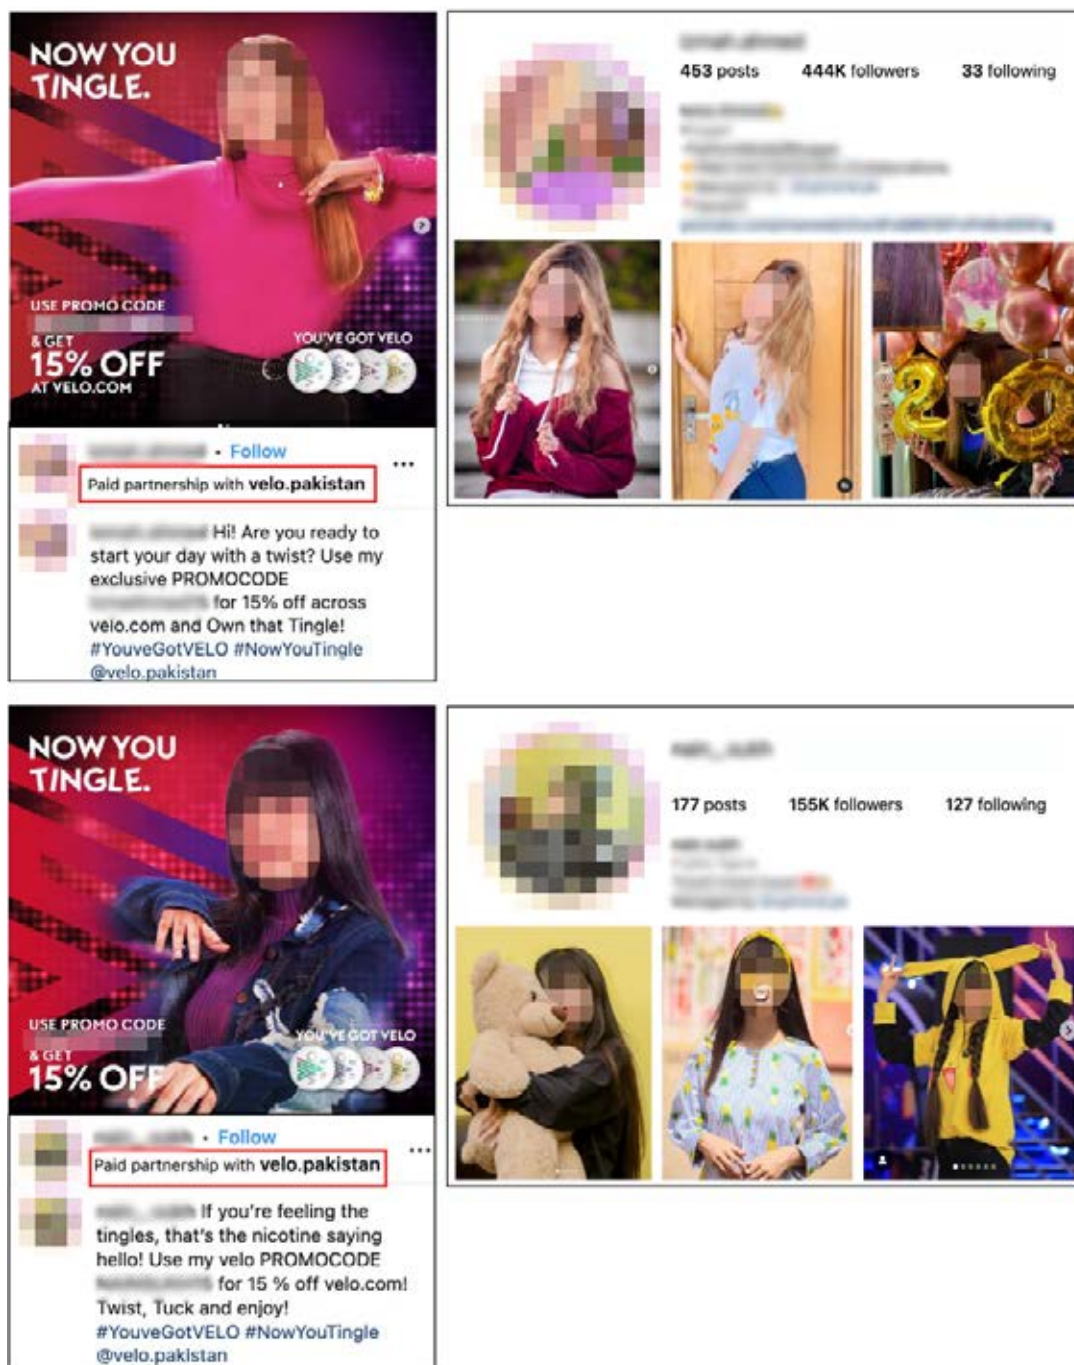 NOW YOU
TINGLE.
USE PROMO CODE
& GET
15% OFF
AT VELO.COM
YOU'VE GOT VELO
• Follow
Paid partnership with velo.pakistan
Hi! Are you ready to
start your day with a twist? Use my
exclusive PROMOCODE
for 15% off across
velo.com and Own that Tingle!
#YouveGotVELO #NowYouTingle
@velo.pakistan
453 posts 444K followers 33 following
20
NOW YOU
TINGLE.
USE PROMO CODE
& GET
15% OFF
YOU'VE GOT VELO
• Follow
Paid partnership with velo.pakistan
If you're feeling the
tingles, that's the nicotine saying
hello! Use my velo PROMOCODE
for 15 % off velo.com!
Twist, Tuck and enjoy!
#YouveGotVELO #NowYouTingle
@velo.pakistan
177 posts 155K followers 127 following